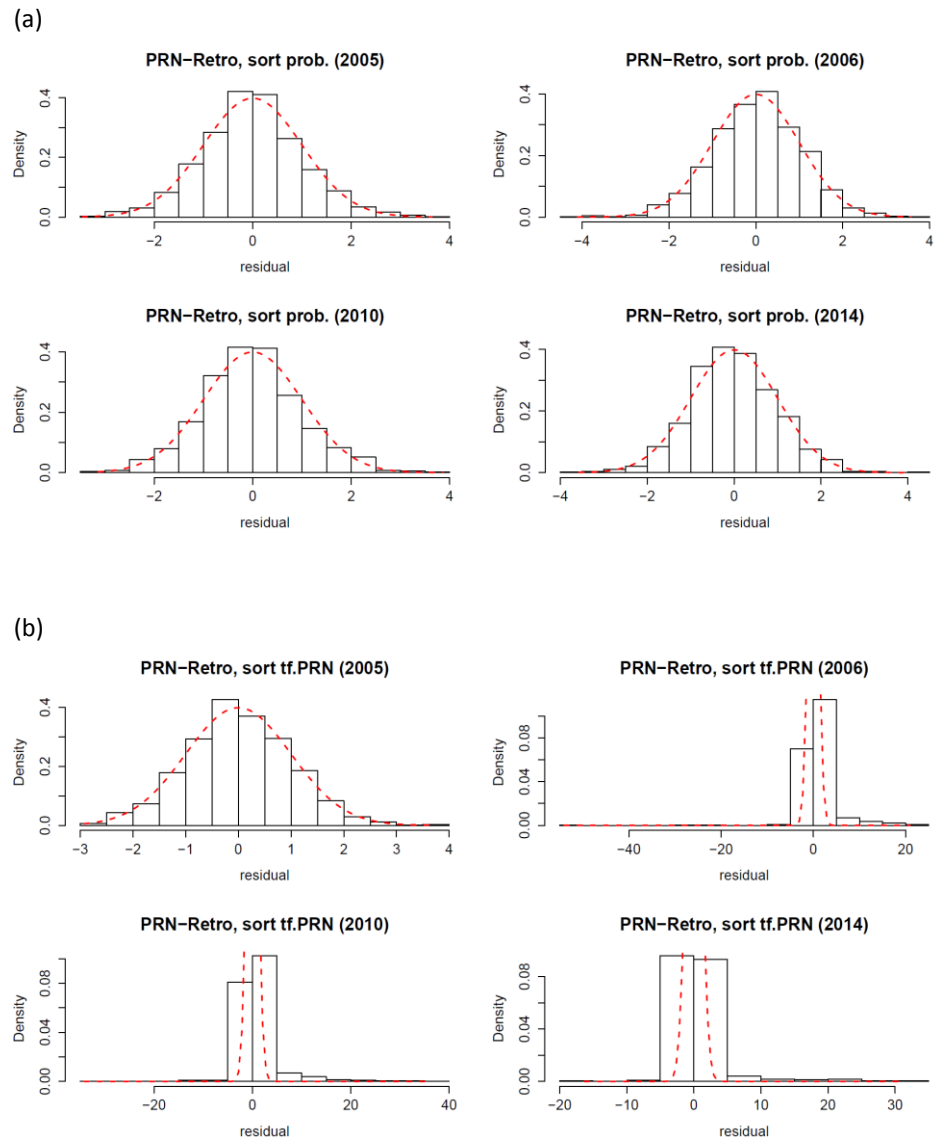 (a)
PRN−Retro, sort prob. (2005)
Density
0.0 0.2 0.4
−2 0 2 4
residual
PRN−Retro, sort prob. (2006)
Density
0.0 0.2 0.4
−4 −2 0 2 4
residual
PRN−Retro, sort prob. (2010)
Density
0.0 0.2 0.4
−2 0 2 4
residual
PRN−Retro, sort prob. (2014)
Density
0.0 0.2 0.4
−4 −2 0 2 4
residual
(b)
PRN−Retro, sort tf.PRN (2005)
Density
0.0 0.2 0.4
−3 −2 −1 0 1 2 3 4
residual
PRN−Retro, sort tf.PRN (2006)
Density
0.00 0.04 0.08
−40 −20 0 20
residual
PRN−Retro, sort tf.PRN (2010)
Density
0.00 0.04 0.08
−20 0 20 40
residual
PRN−Retro, sort tf.PRN (2014)
Density
0.00 0.04 0.08
−20 −10 0 10 20 30
residual